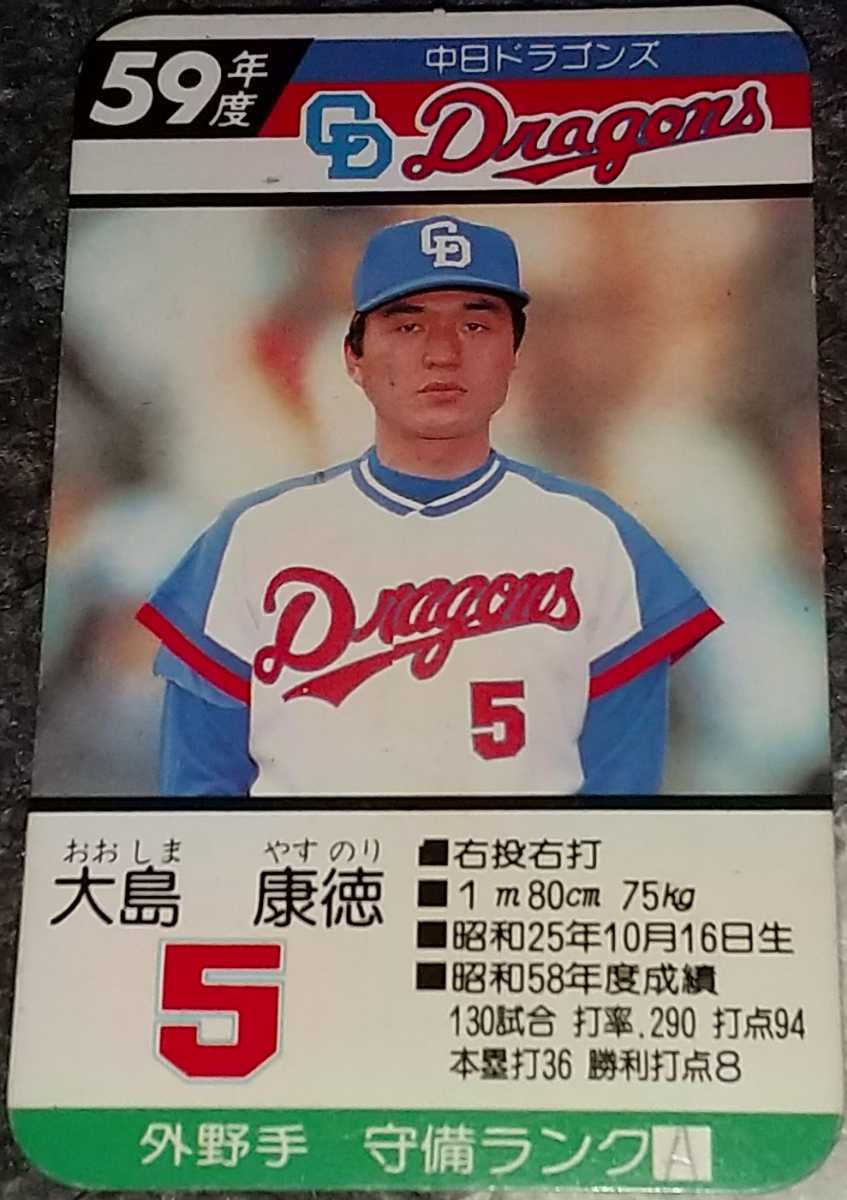 59年度
中日ドラゴンズ
CD Dragons
CD
Dragons
5
おおしま やすのり
大島 康徳
5
■右投右打
■1m80cm 75kg
■昭和25年10月16日生
■昭和58年度成績
130試合 打率.290 打点94
本塁打36 勝利打点8
外野手 守備ランクA